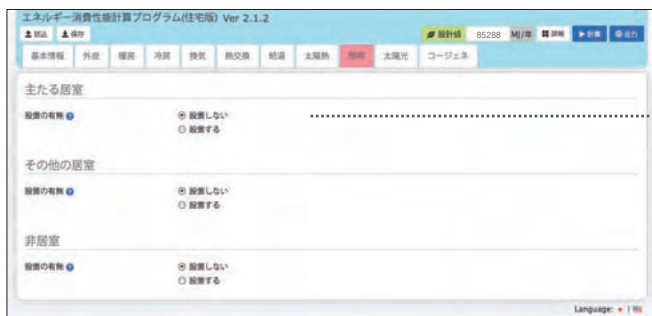 エネルギー消費性能計算プログラム(住宅版) Ver 2.1.2
読込 保存 設計値 85288 MJ/年 詳細 計算 出力
基本情報 外皮 暖房 冷房 換気 熱交換 給湯 太陽熱 照明 太陽光 コージェネ
主たる居室
設置の有無 設置しない
設置する
その他の居室
設置の有無 設置しない
設置する
非居室
設置の有無 設置しない
設置する
Language: |